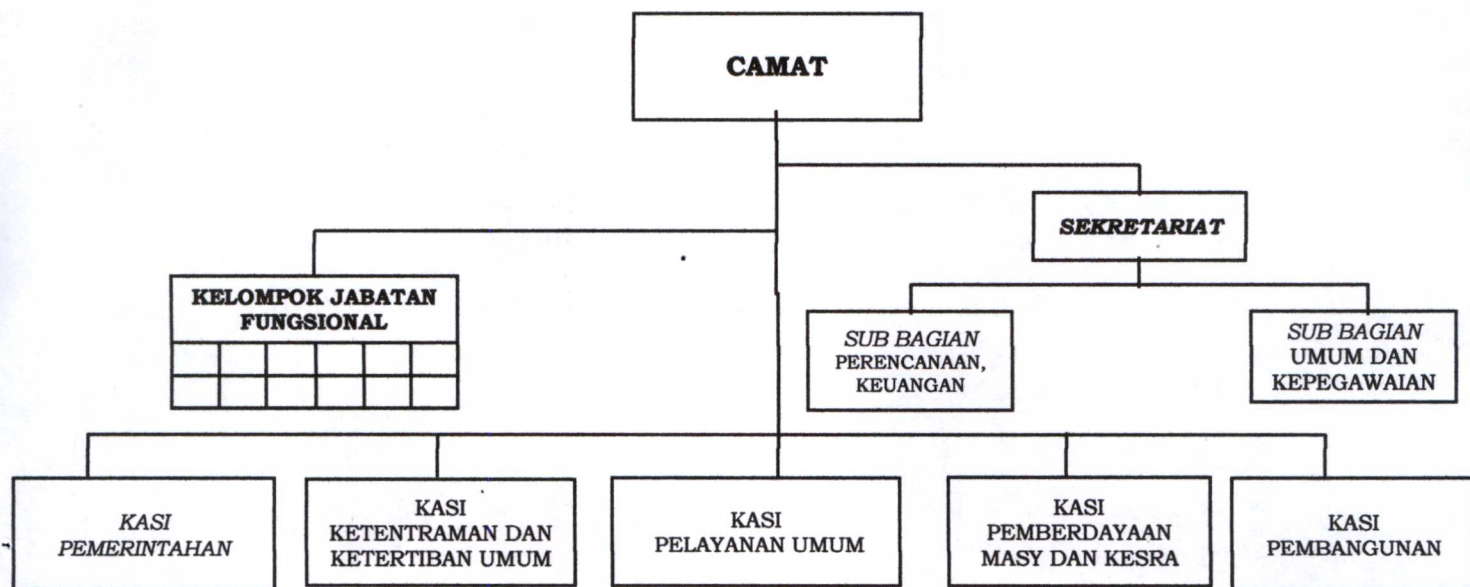 CAMAT
SEKRETARIAT
KELOMPOK JABATAN
FUNGSIONAL
SUB BAGIAN
PERENCANAAN,
KEUANGAN
SUB BAGIAN
UMUM DAN
KEPEGAWAIAN
KASI
PEMERINTAHAN
KASI
KETENTRAMAN DAN
KETERTIBAN UMUM
KASI
PELAYANAN UMUM
KASI
PEMBERDAYAAN
MASY DAN KESRA
KASI
PEMBANGUNAN